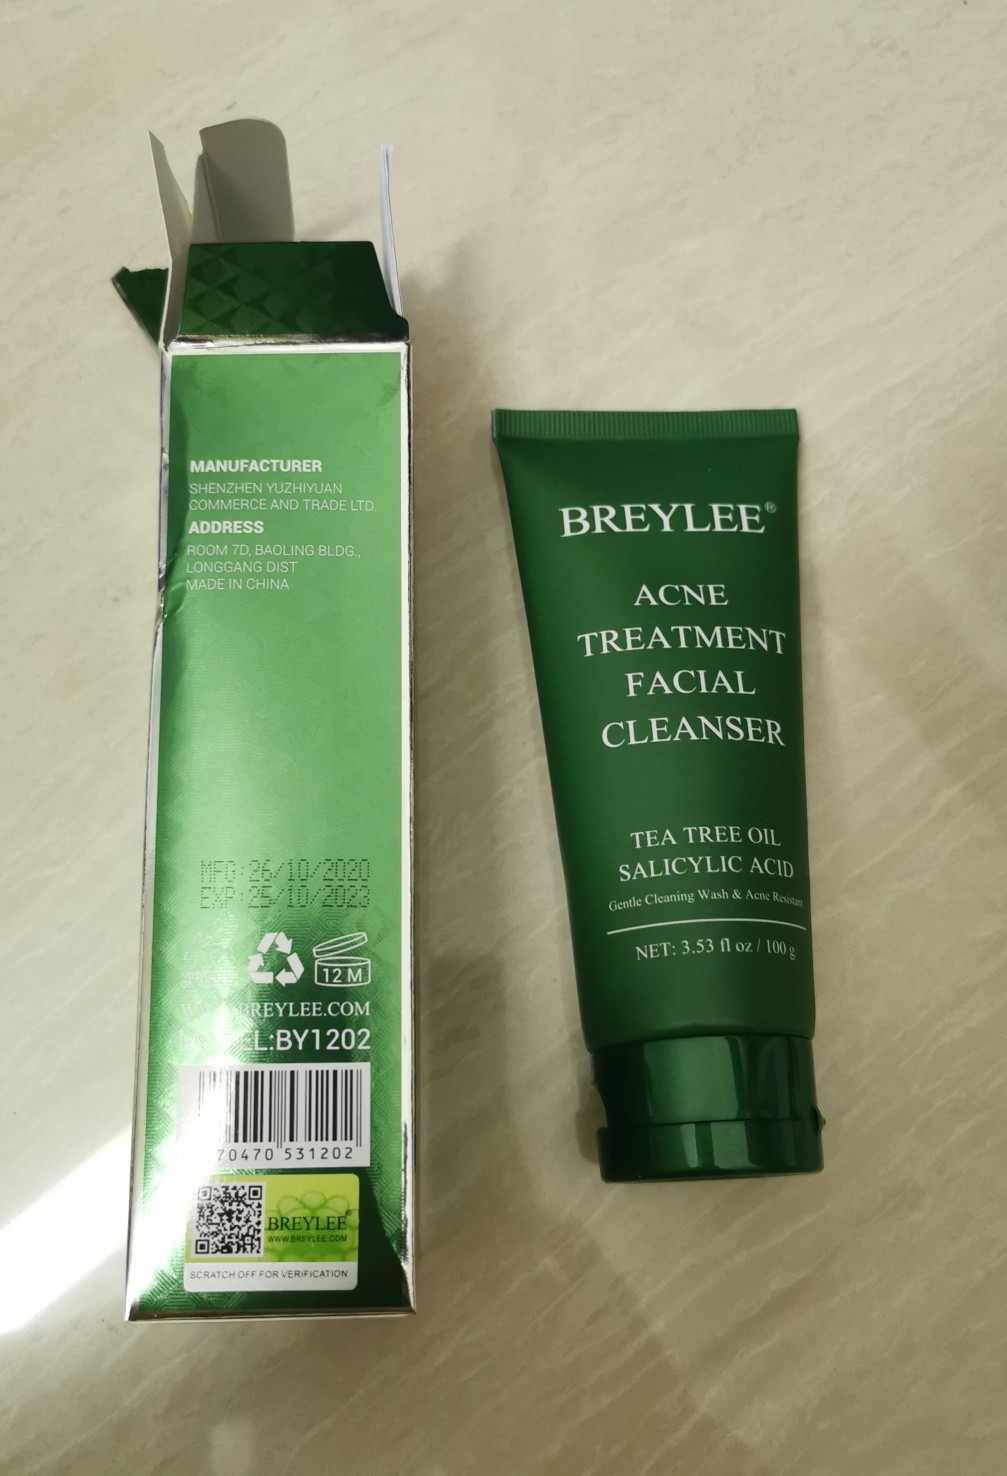 MANUFACTURER
SHENZHEN YUZHIYUAN
COMMERCE AND TRADE LTD.
ADDRESS
ROOM 7D, BAOLING BLDG.,
LONGGANG DIST
MADE IN CHINA
MFG:26/10/2020
EXP:25/10/2023
12 M
BREYLEE.COM
BY1202
70470 531202
BREYLEE
WWW.BREYLEE.COM
SCRATCH OFF FOR VERIFICATION
BREYLEE®
ACNE
TREATMENT
FACIAL
CLEANSER
TEA TREE OIL
SALICYLIC ACID
Gentle Cleaning Wash & Acne Resistant
NET: 3.53 fl oz / 100 g